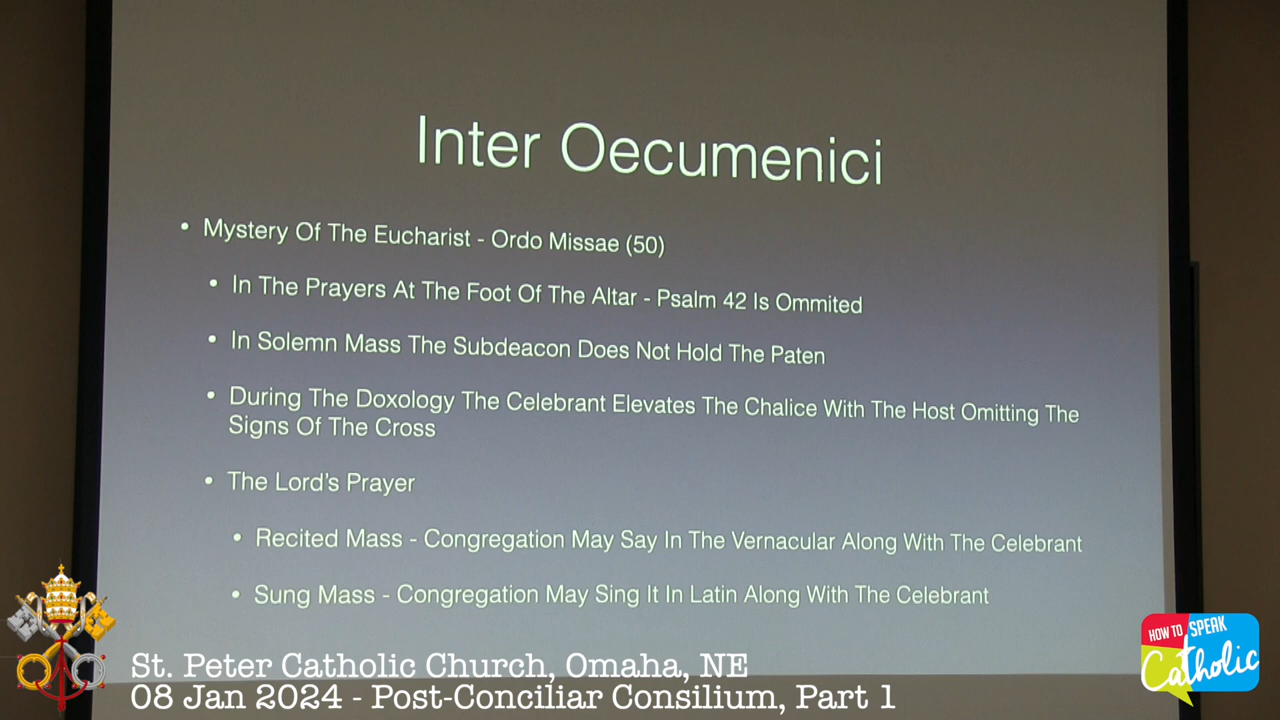 Inter Oecumenici
• Mystery Of The Eucharist - Ordo Missae (50)
• In The Prayers At The Foot Of The Altar - Psalm 42 Is Ommited
• In Solemn Mass The Subdeacon Does Not Hold The Paten
• During The Doxology The Celebrant Elevates The Chalice With The Host Omitting The
Signs Of The Cross
• The Lord's Prayer
• Recited Mass - Congregation May Say In The Vernacular Along With The Celebrant
• Sung Mass - Congregation May Sing It In Latin Along With The Celebrant
St. Peter Catholic Church, Omaha, NE
08 Jan 2024 - Post-Conciliar Consilium, Part 1
HOW TO SPEAK
Catholic